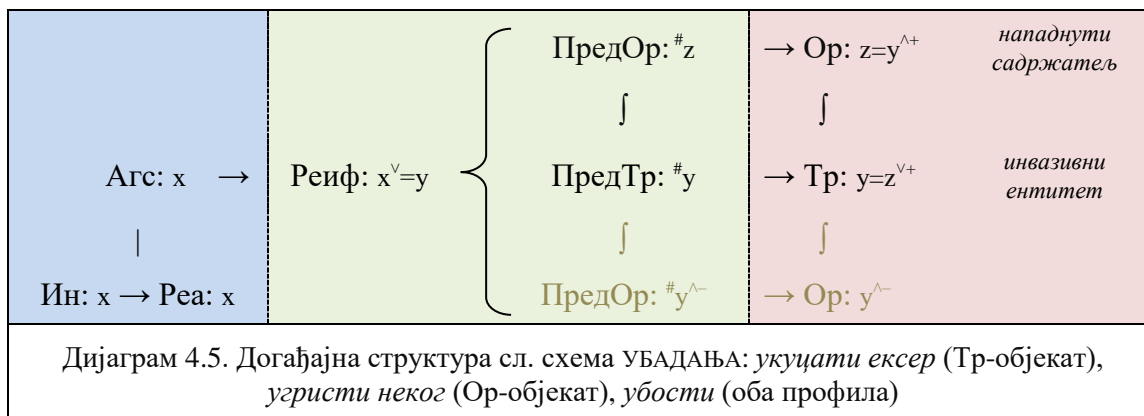 ПредОр: #z → Ор: z=y^+ нападнути садржатељ
∫ ∫
Агс: x → Реиф: x˅=y ПредТр: #y → Тр: y=z˅+ инвазивни ентитет
| ∫ ∫
Ин: x → Реа: x ПредОр: #y^– → Ор: y^–
Дијаграм 4.5. Догађајна структура сл. схема УБАДАЊА: укуцати ексер (Тр-објекат),
угристи неког (Ор-објекат), убости (оба профила)